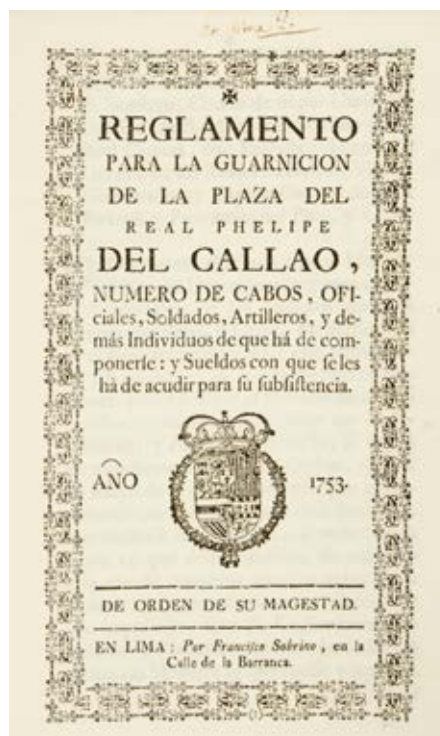 ✠
REGLAMENTO
PARA LA GUARNICION
DE LA PLAZA DEL
REAL PHELIPE
DEL CALLAO,
NUMERO DE CABOS, OFI-
ciales, Soldados, Artilleros, y de-
más Individuos de que há de com-
ponerſe: y Sueldos con que ſe les
há de acudir para ſu ſubſiſtencia.
AÑO 1753.
DE ORDEN DE SU MAGESTAD.
EN LIMA: Por Franciſco Sobrino, en la
Calle de la Barranca.